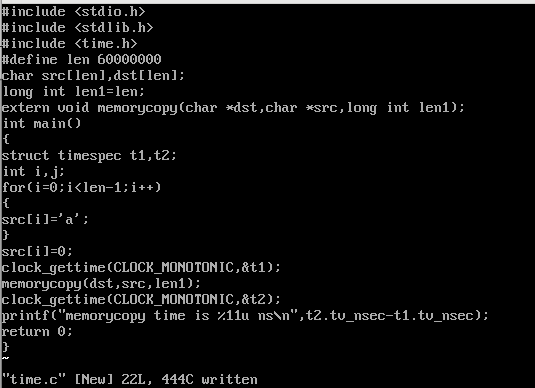 #include <stdio.h>
#include <stdlib.h>
#include <time.h>
#define len 60000000
char src[len],dst[len];
long int len1=len;
extern void memorycopy(char *dst,char *src,long int len1);
int main()
{
struct timespec t1,t2;
int i,j;
for(i=0;i<len-1;i++)
{
src[i]='a';
}
src[i]=0;
clock_gettime(CLOCK_MONOTONIC,&t1);
memorycopy(dst,src,len1);
clock_gettime(CLOCK_MONOTONIC,&t2);
printf("memorycopy time is %11u ns\n",t2.tv_nsec-t1.tv_nsec);
return 0;
}
~
"time.c" [New] 22L, 444C written